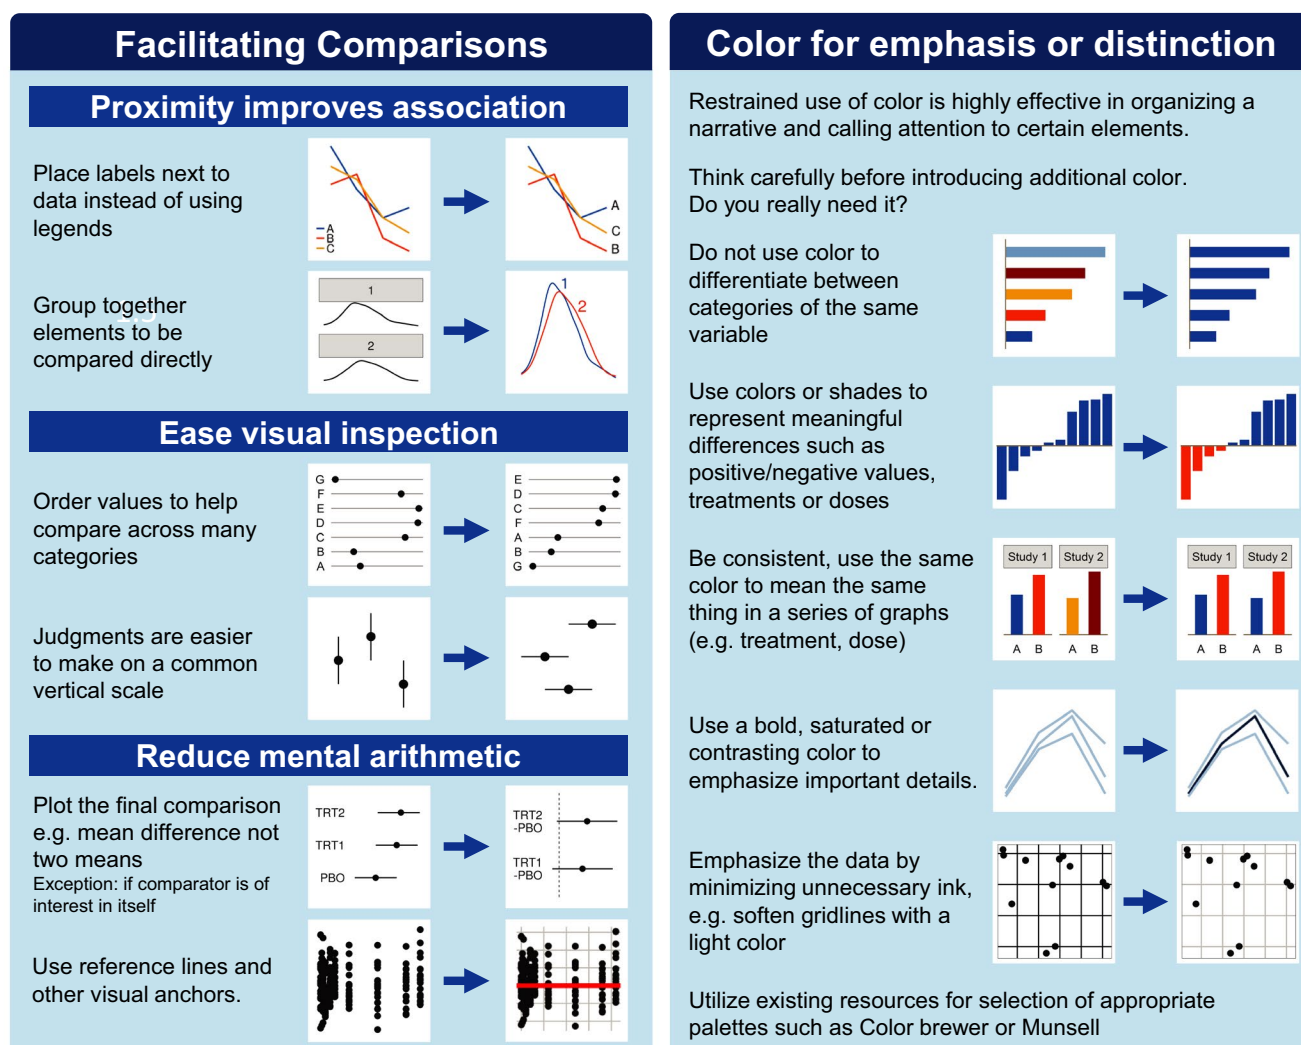 Facilitating Comparisons
Proximity improves association
Place labels next to
data instead of using
legends
A
B
C
A
C
B
Group together
elements to be
compared directly
1
2
1
2
Ease visual inspection
Order values to help
compare across many
categories
G
F
E
D
C
B
A
E
D
C
F
A
B
G
Judgments are easier
to make on a common
vertical scale
Reduce mental arithmetic
Plot the final comparison
e.g. mean difference not
two means
Exception: if comparator is of
interest in itself
TRT2
TRT1
PBO
TRT2
-PBO
TRT1
-PBO
Use reference lines and
other visual anchors.
Color for emphasis or distinction
Restrained use of color is highly effective in organizing a
narrative and calling attention to certain elements.
Think carefully before introducing additional color.
Do you really need it?
Do not use color to
differentiate between
categories of the same
variable
Use colors or shades to
represent meaningful
differences such as
positive/negative values,
treatments or doses
Be consistent, use the same
color to mean the same
thing in a series of graphs
(e.g. treatment, dose)
Study 1 Study 2
A B A B
Study 1 Study 2
A B A B
Use a bold, saturated or
contrasting color to
emphasize important details.
Emphasize the data by
minimizing unnecessary ink,
e.g. soften gridlines with a
light color
Utilize existing resources for selection of appropriate
palettes such as Color brewer or Munsell